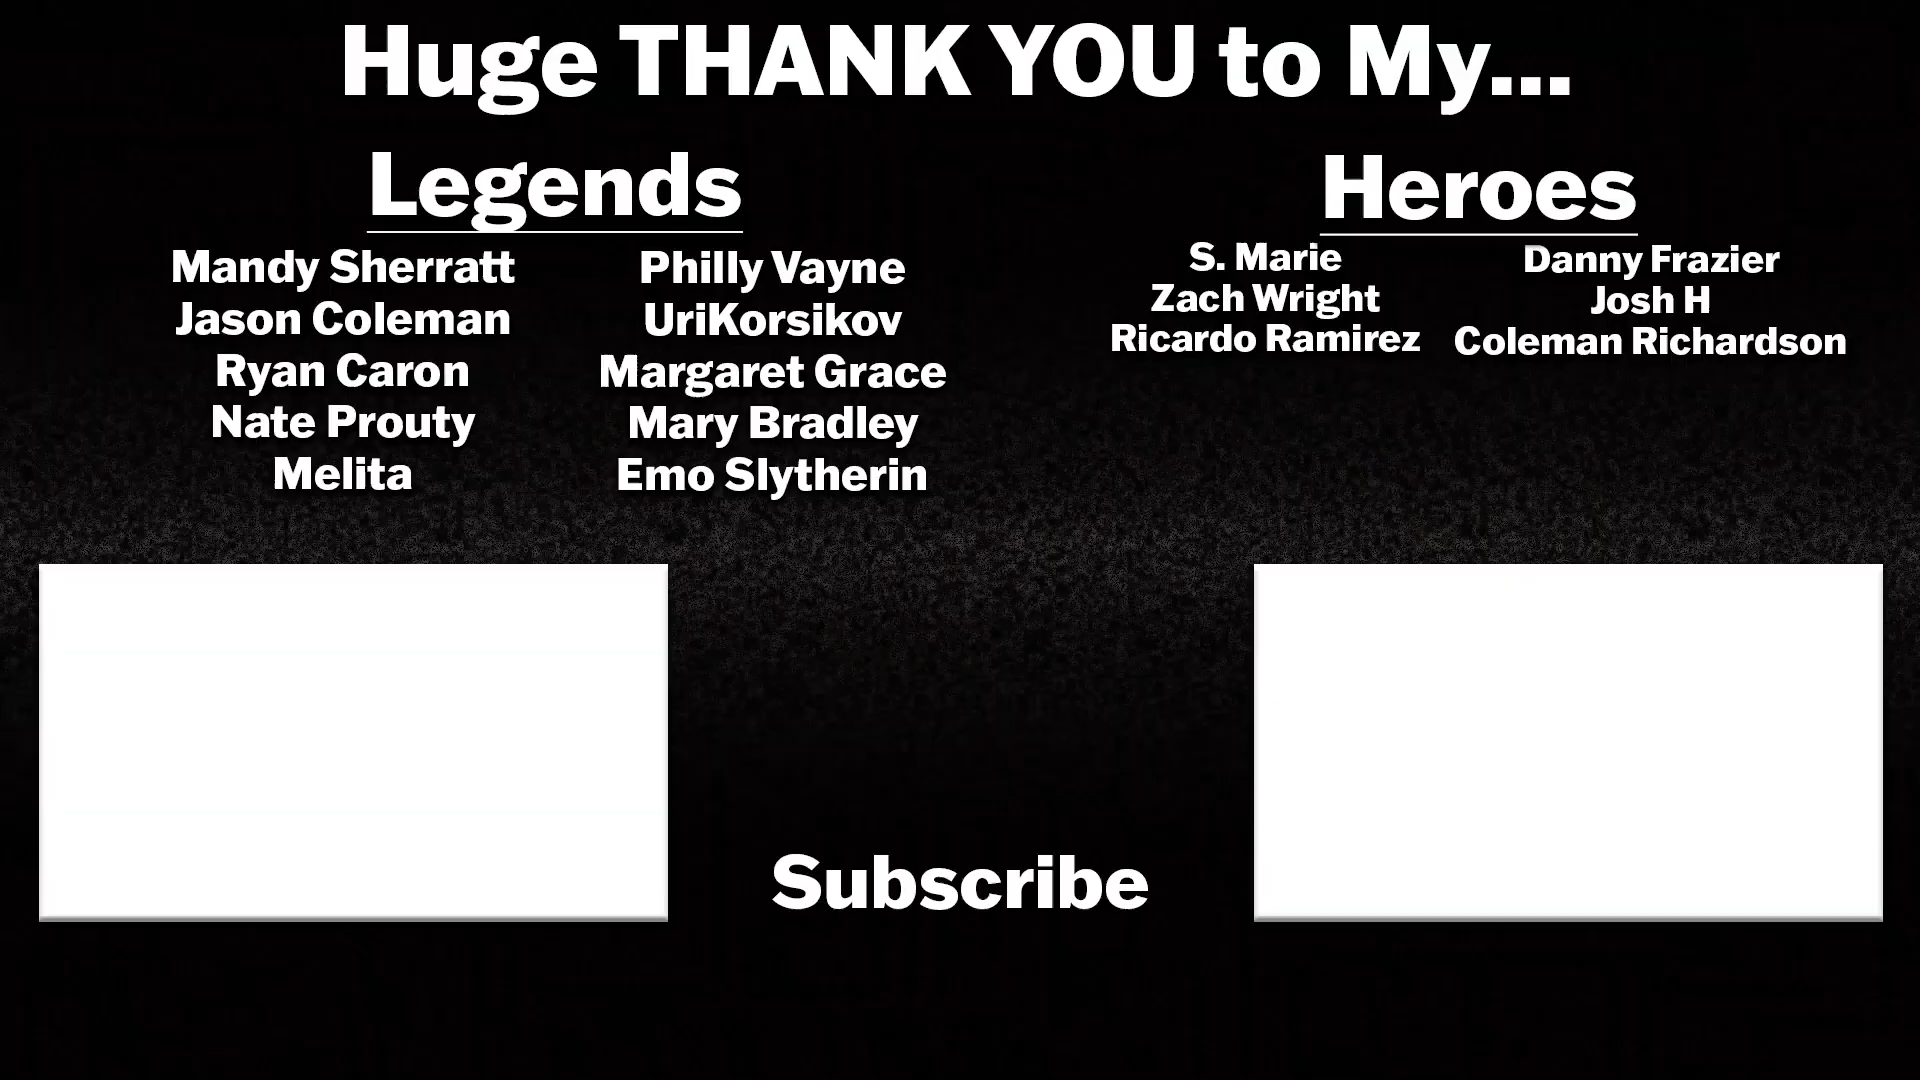 Huge THANK YOU to My...
Legends
Mandy Sherratt
Jason Coleman
Ryan Caron
Nate Prouty
Melita
Philly Vayne
UriKorsikov
Margaret Grace
Mary Bradley
Emo Slytherin
Heroes
S. Marie
Zach Wright
Ricardo Ramirez
Danny Frazier
Josh H
Coleman Richardson
Subscribe